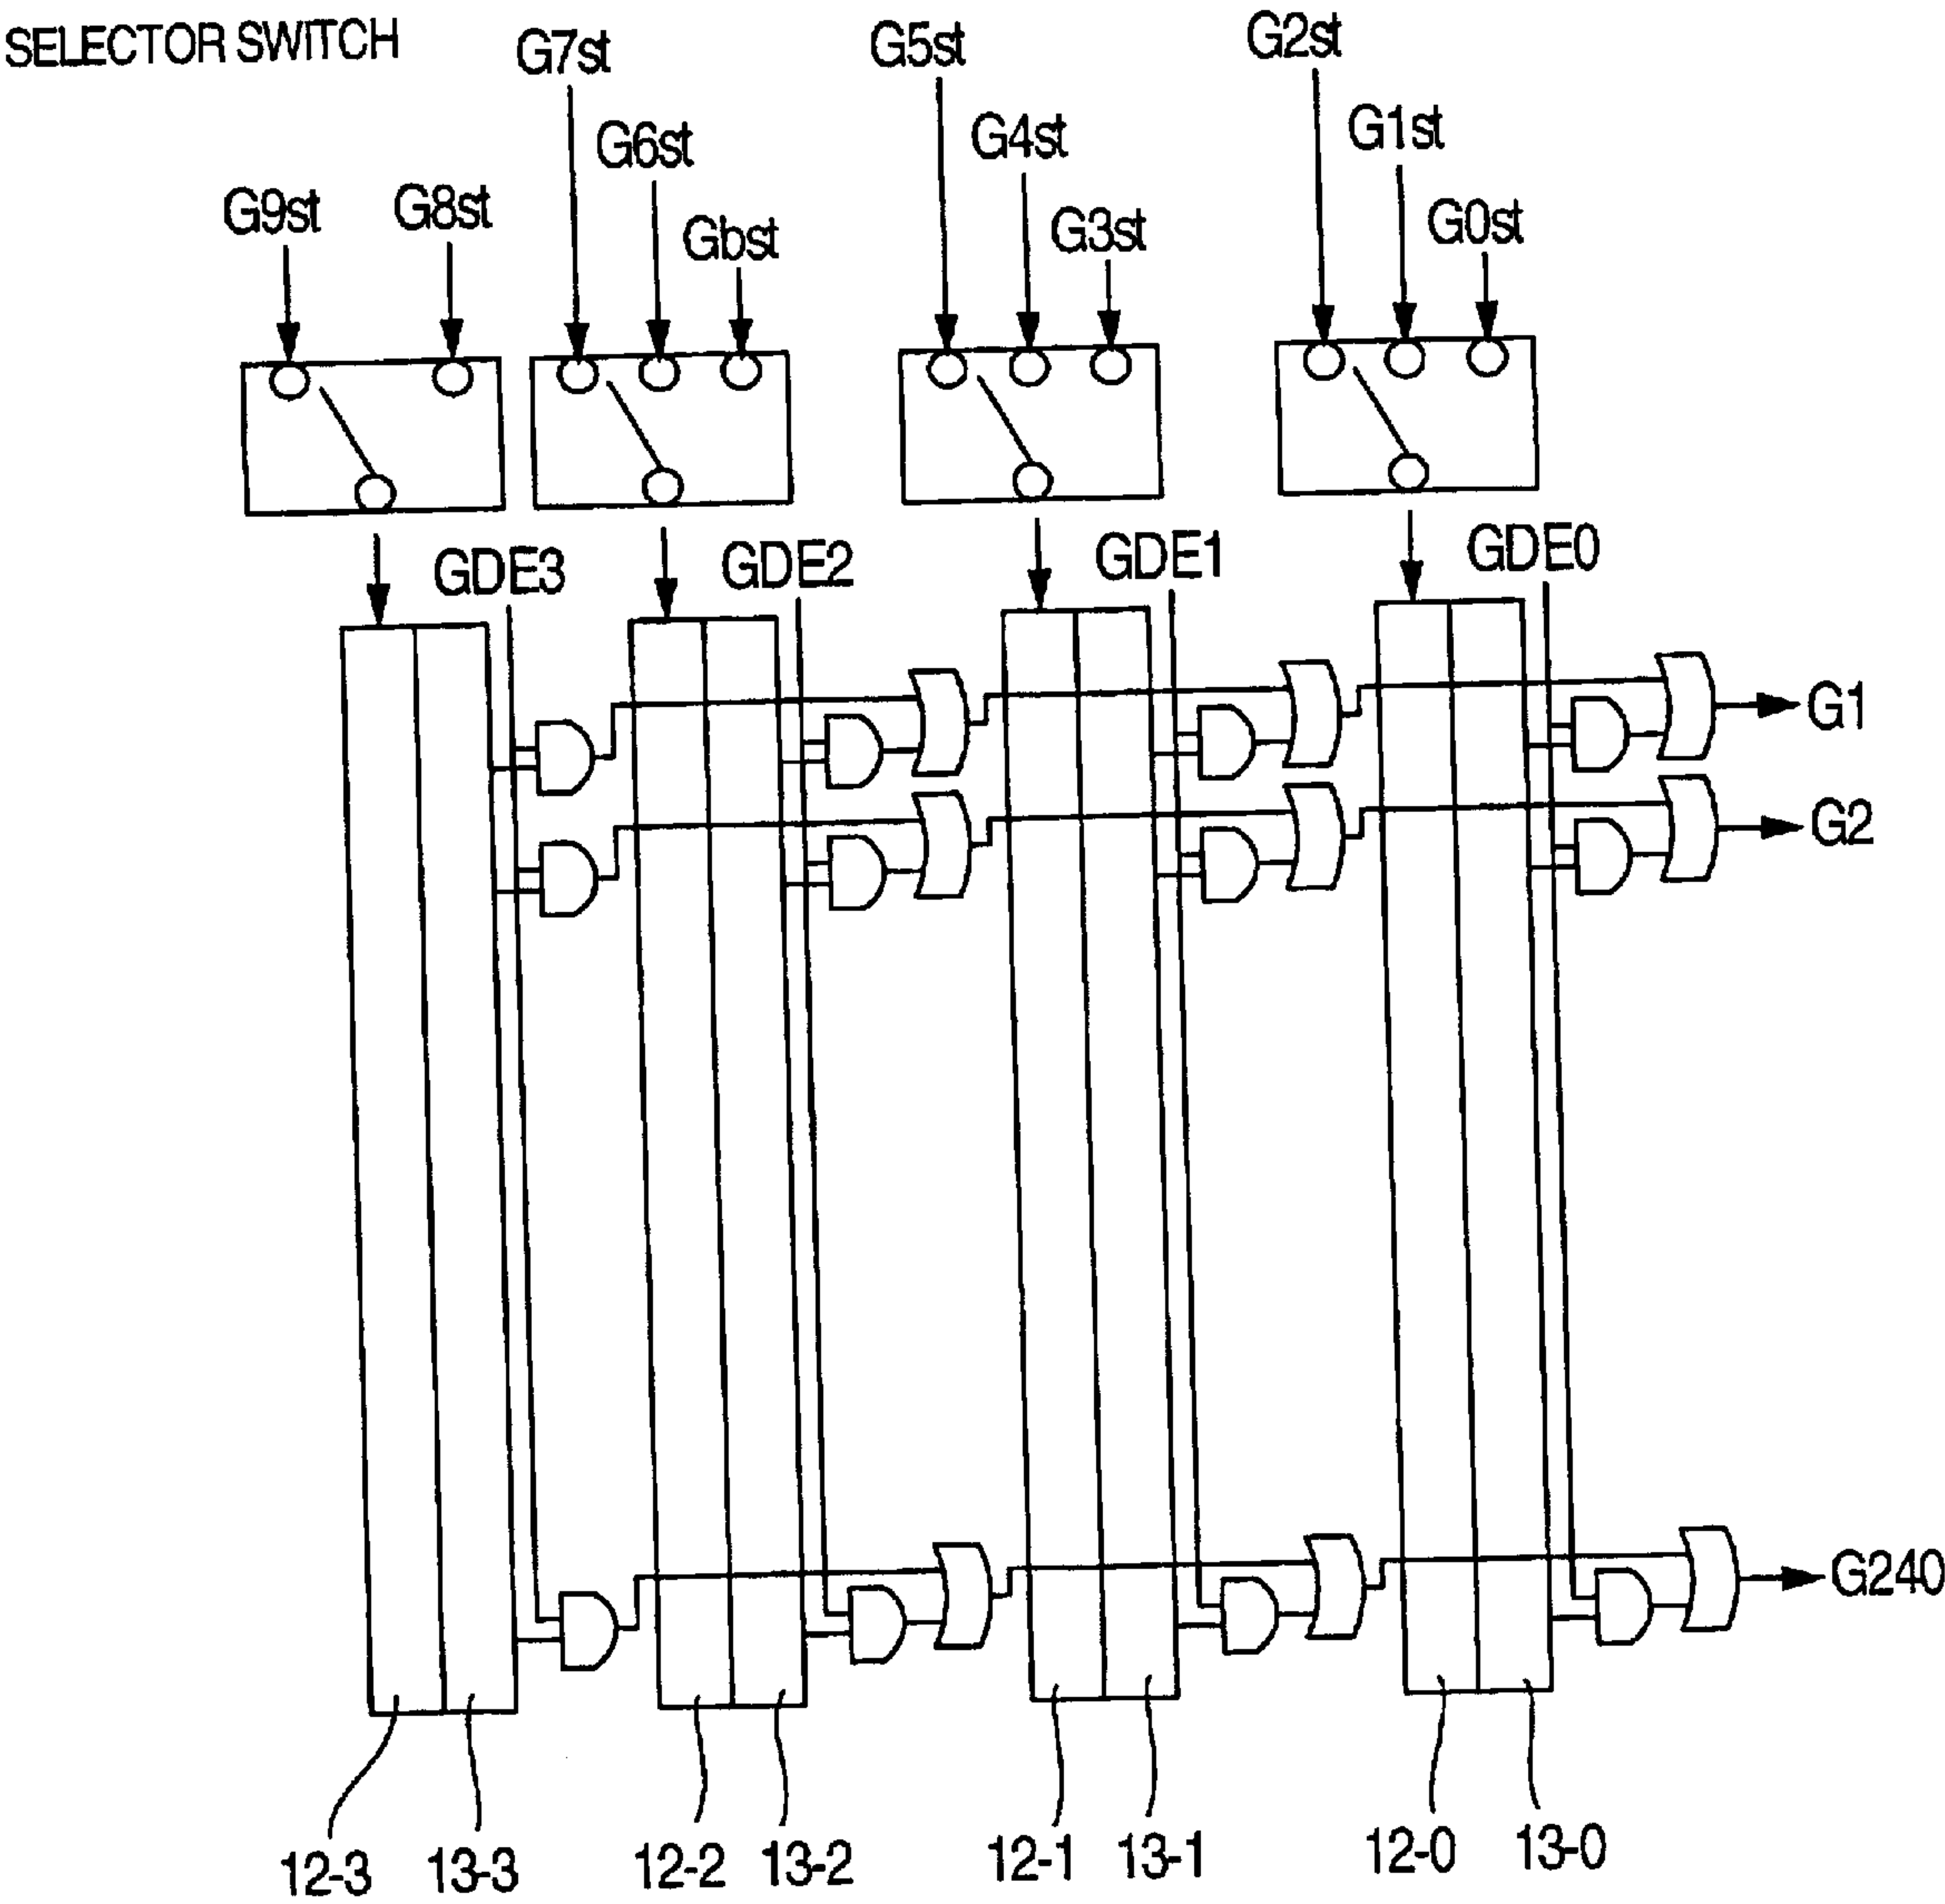 SELECTOR SWITCH
G7st
G5st
G2st
G6st
G4st
G1st
G9st
G8st
Gbst
G3st
G0st
GDE3
GDE2
GDE1
GDE0
G1
G2
G240
12-3
13-3
12-2
13-2
12-1
13-1
12-0
13-0